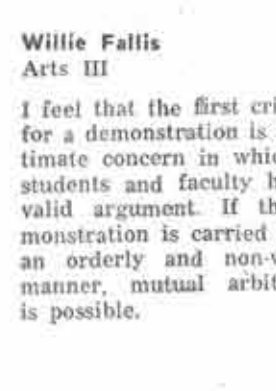 Willie Fallis
Arts III
I feel that the first cri
for a demonstration is
timate concern in whic
students and faculty h
valid argument. If th
monstration is carried
an orderly and non-v
manner, mutual arbit
is possible.